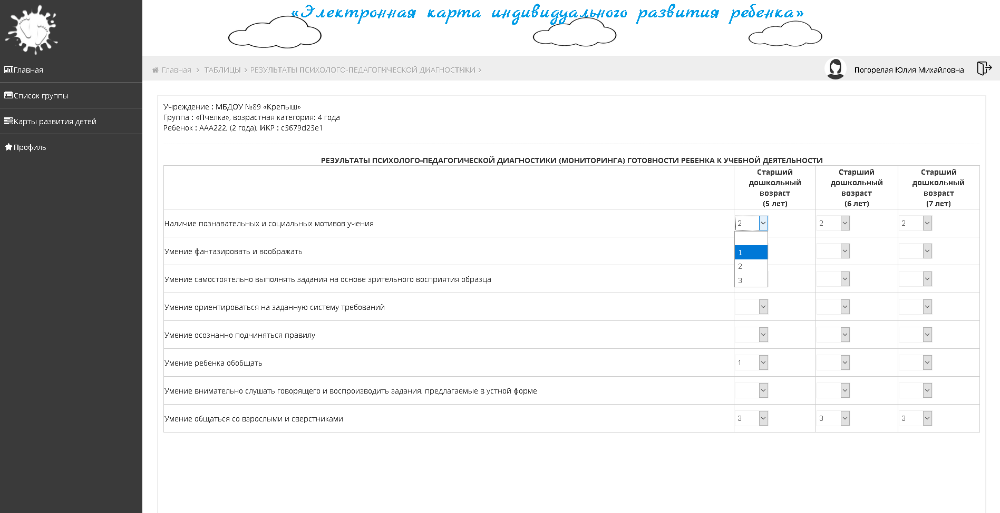 «Электронная карта индивидуального развития ребенка»
Главная
Список группы
Карты развития детей
Профиль
Главная > ТАБЛИЦЫ > РЕЗУЛЬТАТЫ ПСИХОЛОГО-ПЕДАГОГИЧЕСКОЙ ДИАГНОСТИКИ >
Погорелая Юлия Михайловна
Учреждение : МБДОУ №89 «Крепыш»
Группа : «Пчелка», возрастная категория: 4 года
Ребенок : ААА222, (2 года), ИКР : c3679d23e1
РЕЗУЛЬТАТЫ ПСИХОЛОГО-ПЕДАГОГИЧЕСКОЙ ДИАГНОСТИКИ (МОНИТОРИНГА) ГОТОВНОСТИ РЕБЕНКА К УЧЕБНОЙ ДЕЯТЕЛЬНОСТИ
Старший дошкольный возраст (5 лет)
Старший дошкольный возраст (6 лет)
Старший дошкольный возраст (7 лет)
Наличие познавательных и социальных мотивов учения 2 2 2
1
2
3
Умение фантазировать и воображать
Умение самостоятельно выполнять задания на основе зрительного восприятия образца
Умение ориентироваться на заданную систему требований
Умение осознанно подчиняться правилу
Умение ребенка обобщать 1
Умение внимательно слушать говорящего и воспроизводить задания, предлагаемые в устной форме
Умение общаться со взрослыми и сверстниками 3 3 3